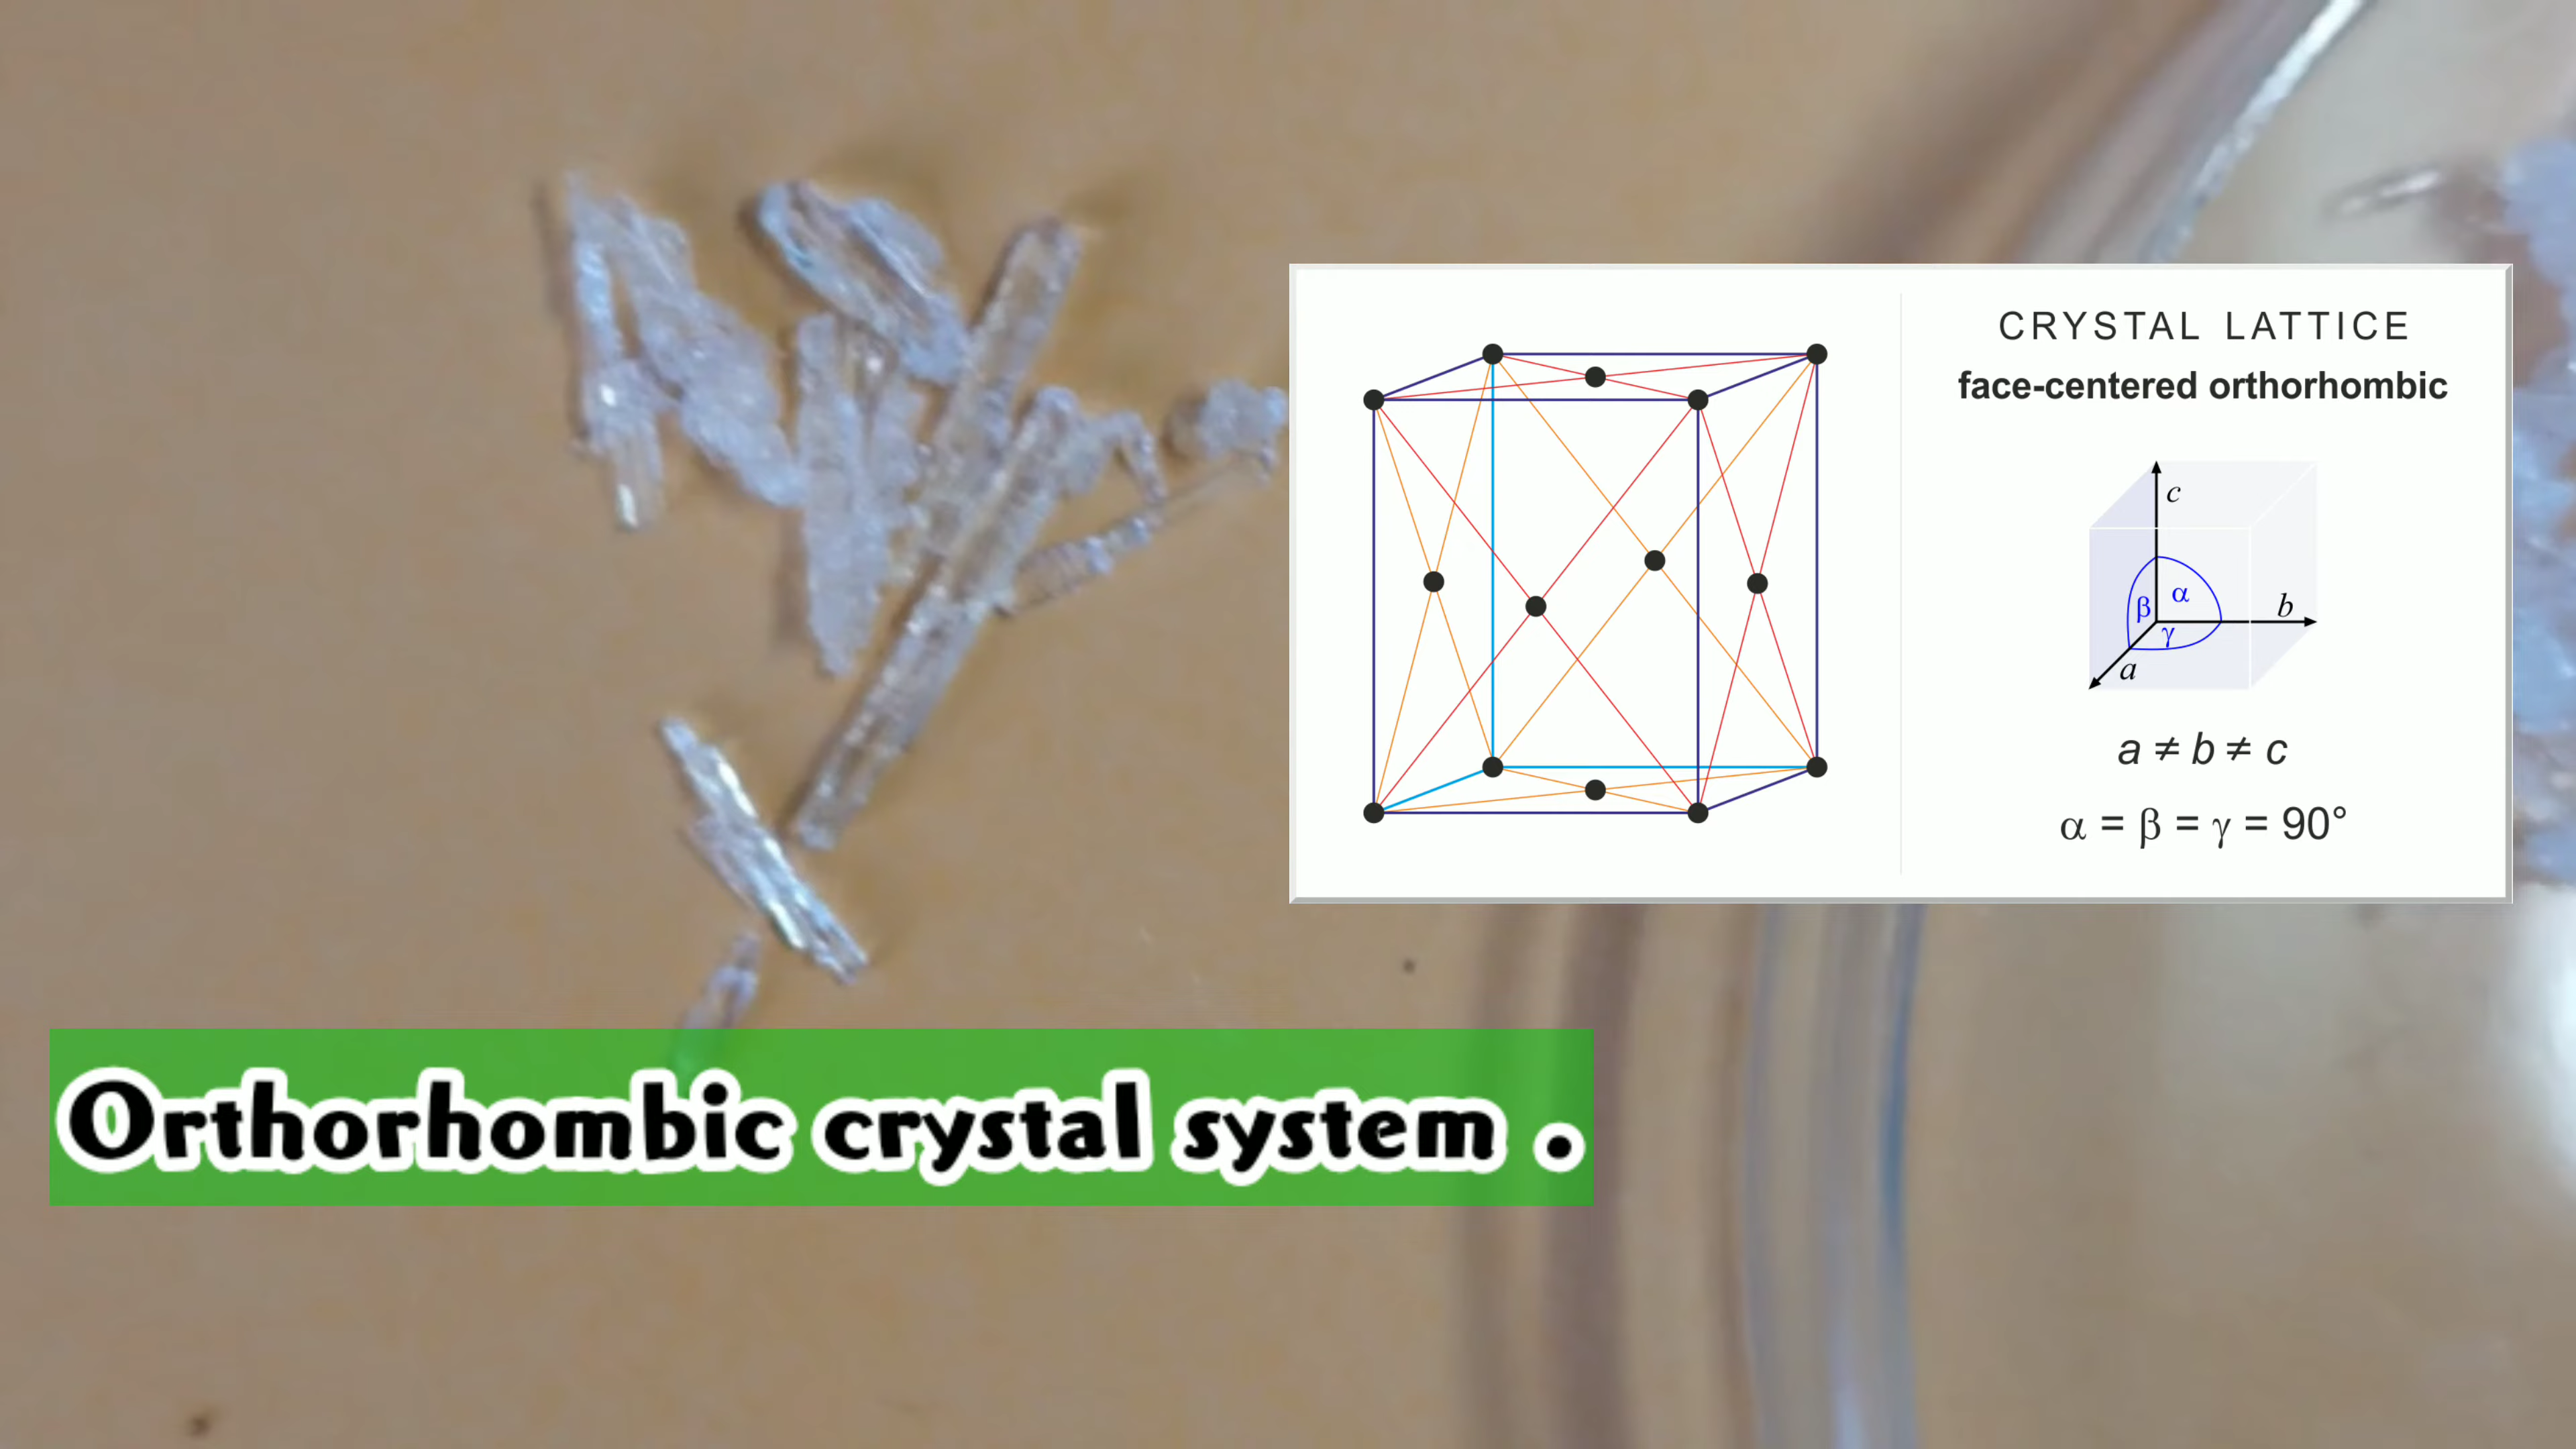 CRYSTAL LATTICE
face-centered orthorhombic
c
α
β
b
γ
a
a ≠ b ≠ c
α = β = γ = 90°
Orthorhombic crystal system .